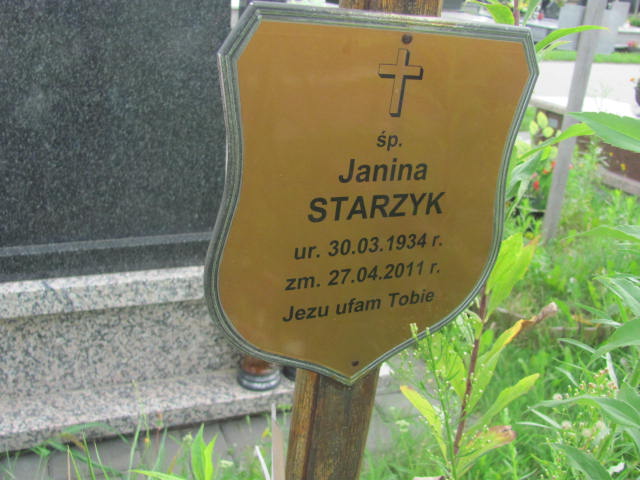 śp.
Janina
STARZYK
ur. 30.03.1934 r.
zm. 27.04.2011 r.
Jezu ufam Tobie